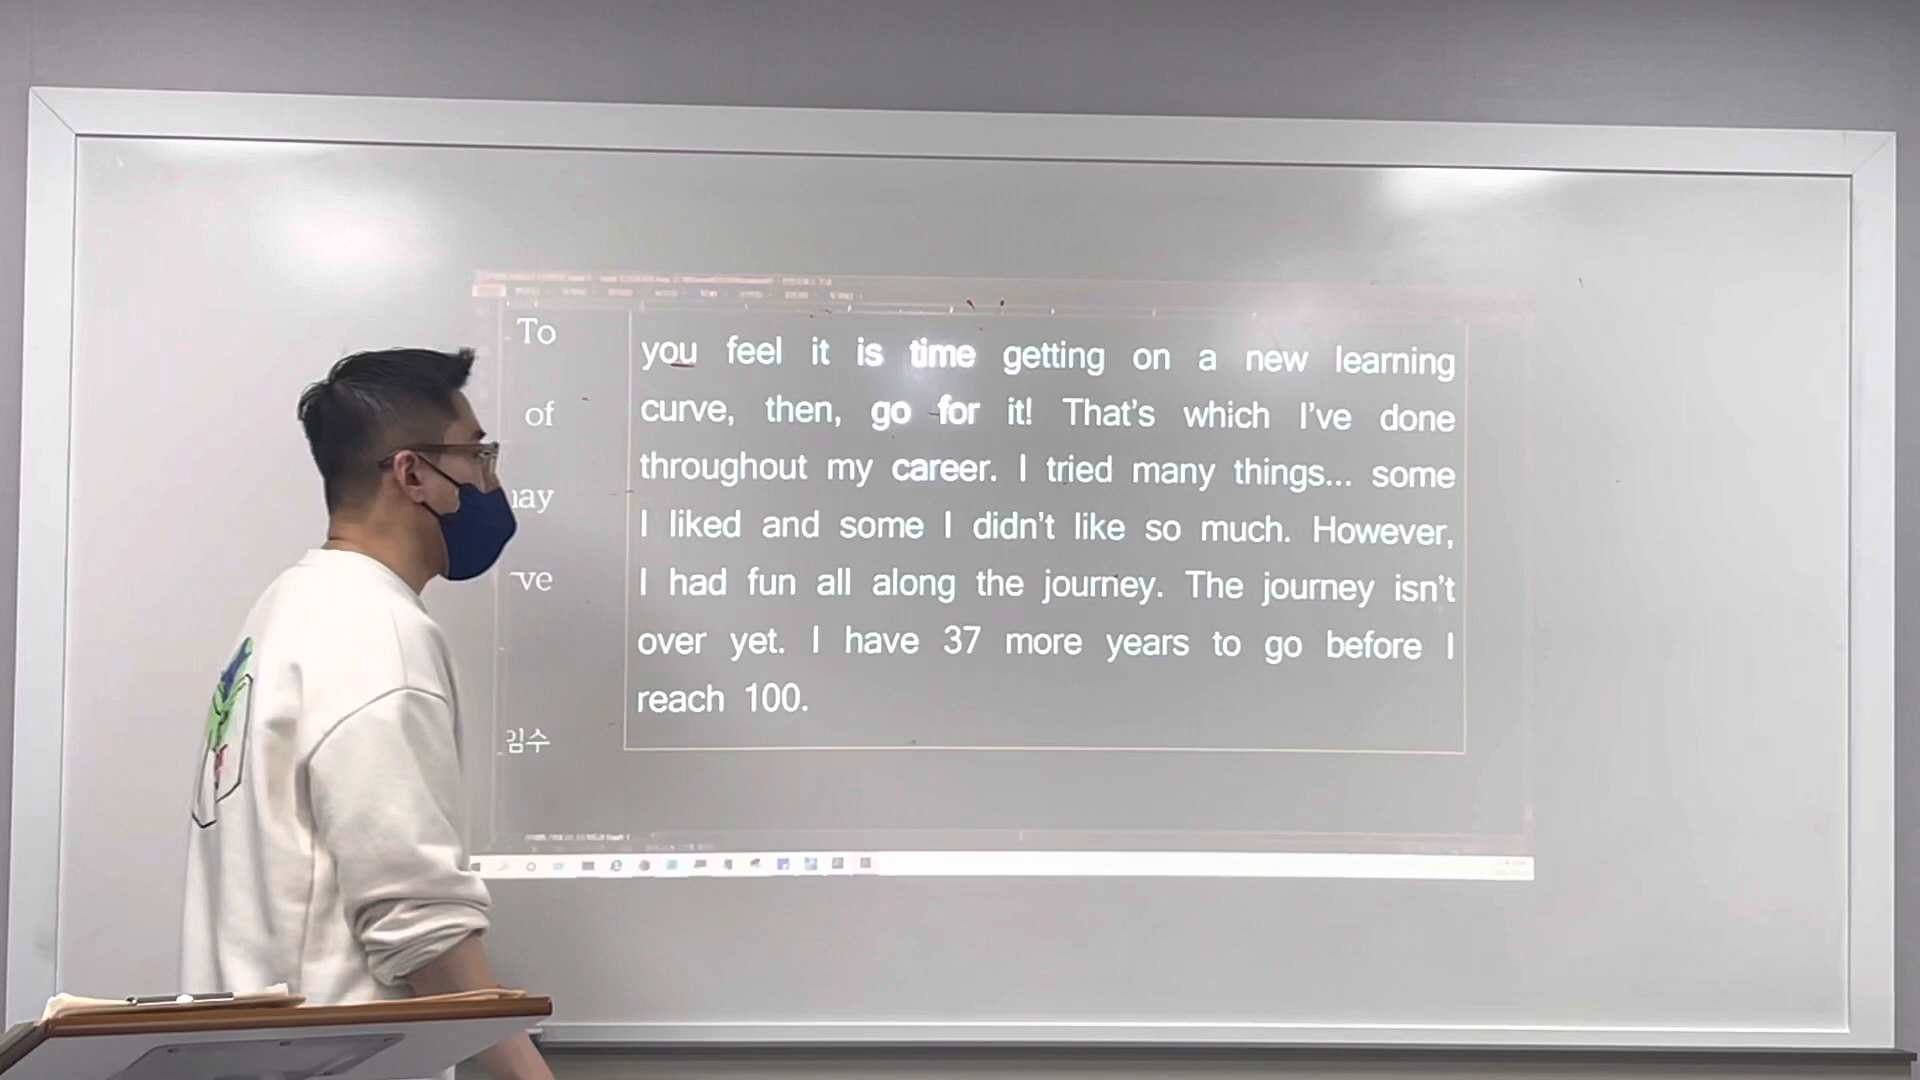 To
of
ay
ve
김수
you feel it is time getting on a new learning
curve, then, go for it! That's which I've done
throughout my career. I tried many things... some
I liked and some I didn't like so much. However,
I had fun all along the journey. The journey isn't
over yet. I have 37 more years to go before I
reach 100.